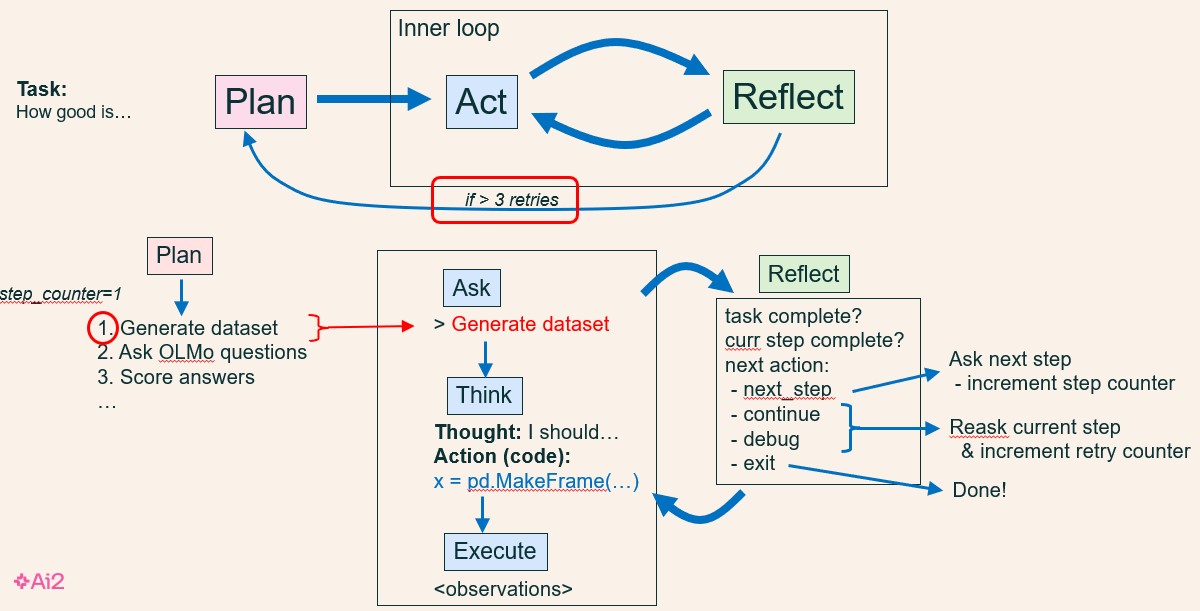 Inner loop
Task:
How good is…
Plan
Act
Reflect
if > 3 retries
Plan
step_counter=1
1. Generate dataset
2. Ask OLMo questions
3. Score answers
…
Ask
> Generate dataset
Think
Thought: I should…
Action (code):
x = pd.MakeFrame(…)
Execute
<observations>
Reflect
task complete?
curr step complete?
next action:
- next_step
- continue
- debug
- exit
Ask next step
- increment step counter
Reask current step
& increment retry counter
Done!
Ai2